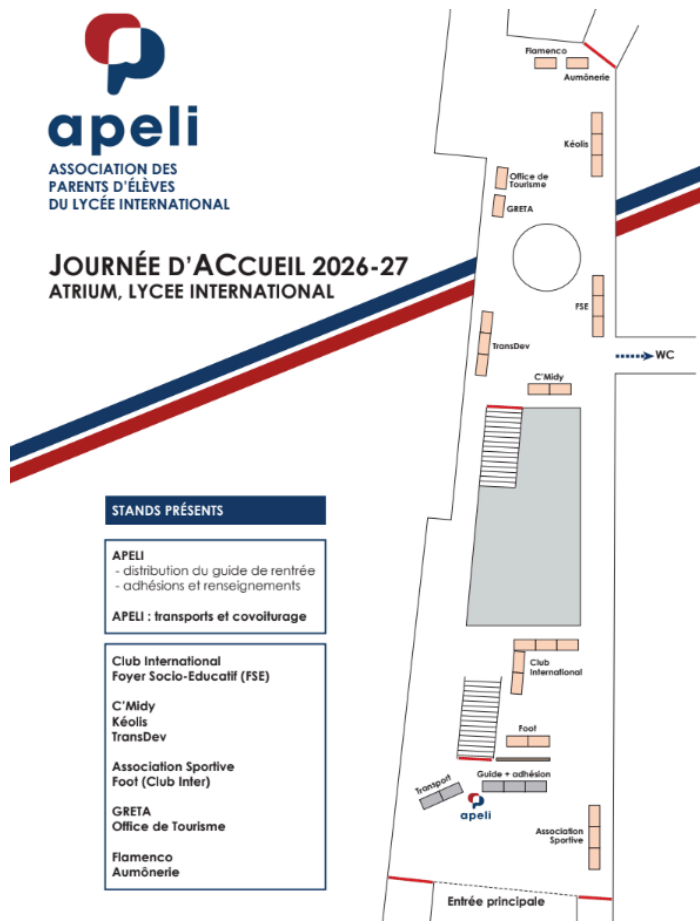 apeli
ASSOCIATION DES
PARENTS D'ÉLÈVES
DU LYCÉE INTERNATIONAL
JOURNÉE D'ACCUEIL 2026-27
ATRIUM, LYCEE INTERNATIONAL
STANDS PRÉSENTS
APELI
- distribution du guide de rentrée
- adhésions et renseignements
APELI : transports et covoiturage
Club International
Foyer Socio-Educatif (FSE)
C'Midy
Kéolis
TransDev
Association Sportive
Foot (Club Inter)
GRETA
Office de Tourisme
Flamenco
Aumônerie
Flamenco
Aumônerie
Kéolis
Office de
Tourisme
GRETA
FSE
TransDev
WC
C'Midy
Club
International
Foot
Transport
Guide + adhésion
apeli
Association
Sportive
Entrée principale